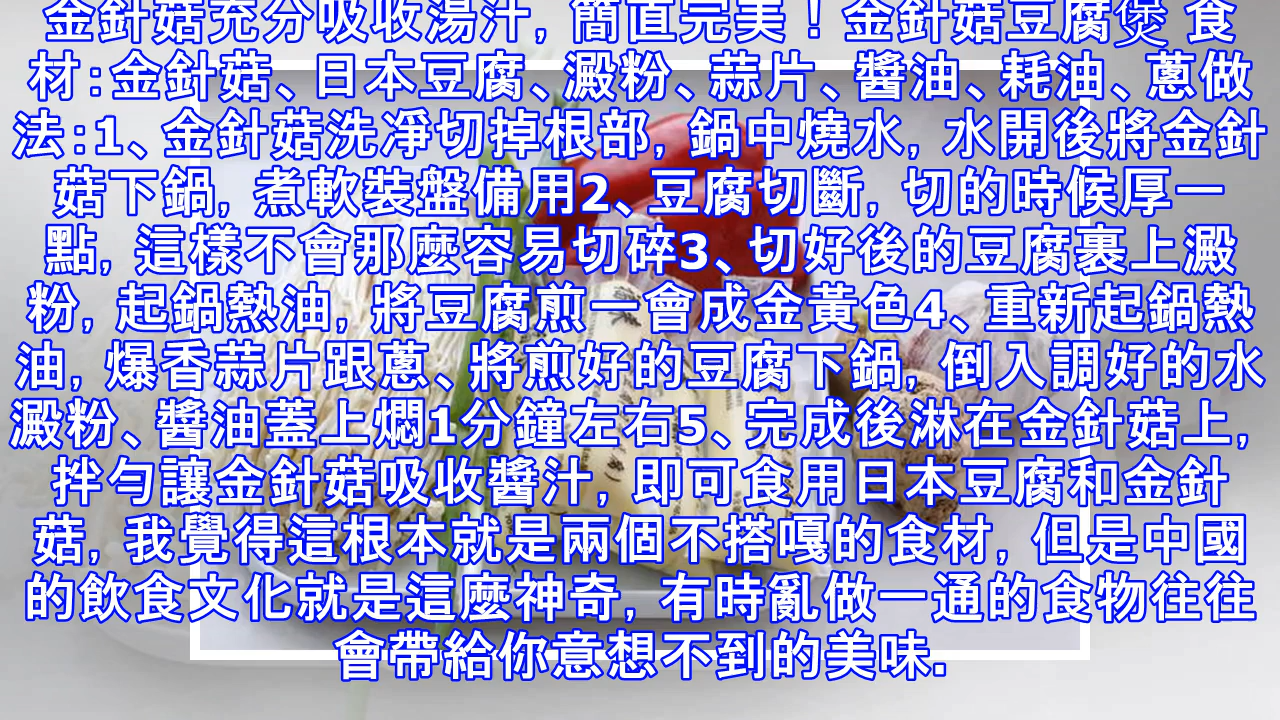 金針菇充分吸收湯汁, 簡直完美！金針菇豆腐煲 食
材:金針菇、日本豆腐、澱粉、蒜片、醬油、耗油、蔥做
法:1、金針菇洗凈切掉根部, 鍋中燒水, 水開後將金針
菇下鍋, 煮軟裝盤備用2、豆腐切斷, 切的時候厚一
點, 這樣不會那麼容易切碎3、切好後的豆腐裹上澱
粉, 起鍋熱油, 將豆腐煎一會成金黃色4、重新起鍋熱
油, 爆香蒜片跟蔥、將煎好的豆腐下鍋, 倒入調好的水
澱粉、醬油蓋上燜1分鐘左右5、完成後淋在金針菇上,
拌勻讓金針菇吸收醬汁, 即可食用日本豆腐和金針
菇, 我覺得這根本就是兩個不搭嘎的食材, 但是中國
的飲食文化就是這麼神奇, 有時亂做一通的食物往往
會帶給你意想不到的美味.